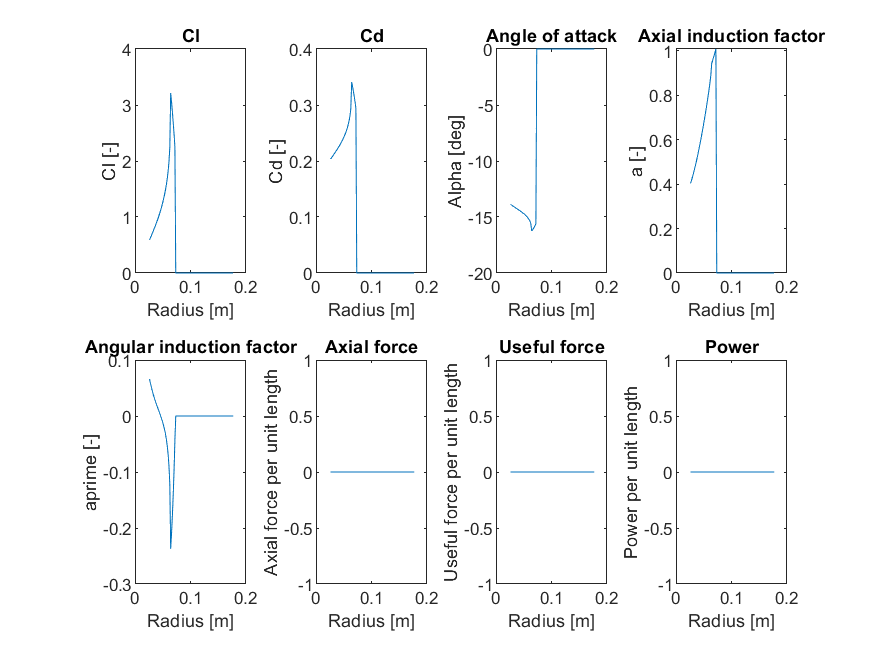 Cl
Cl [-]
4
3
2
1
0
0 0.1 0.2
Radius [m]
Cd
Cd [-]
0.4
0.3
0.2
0.1
0
0 0.1 0.2
Radius [m]
Angle of attack
Alpha [deg]
0
-5
-10
-15
-20
0 0.1 0.2
Radius [m]
Axial induction factor
a [-]
1
0.8
0.6
0.4
0.2
0
0 0.1 0.2
Radius [m]
Angular induction factor
aprime [-]
0.1
0
-0.1
-0.2
-0.3
0 0.1 0.2
Radius [m]
Axial force
Axial force per unit length
1
0.5
0
-0.5
-1
0 0.1 0.2
Radius [m]
Useful force
Useful force per unit length
1
0.5
0
-0.5
-1
0 0.1 0.2
Radius [m]
Power
Power per unit length
1
0.5
0
-0.5
-1
0 0.1 0.2
Radius [m]